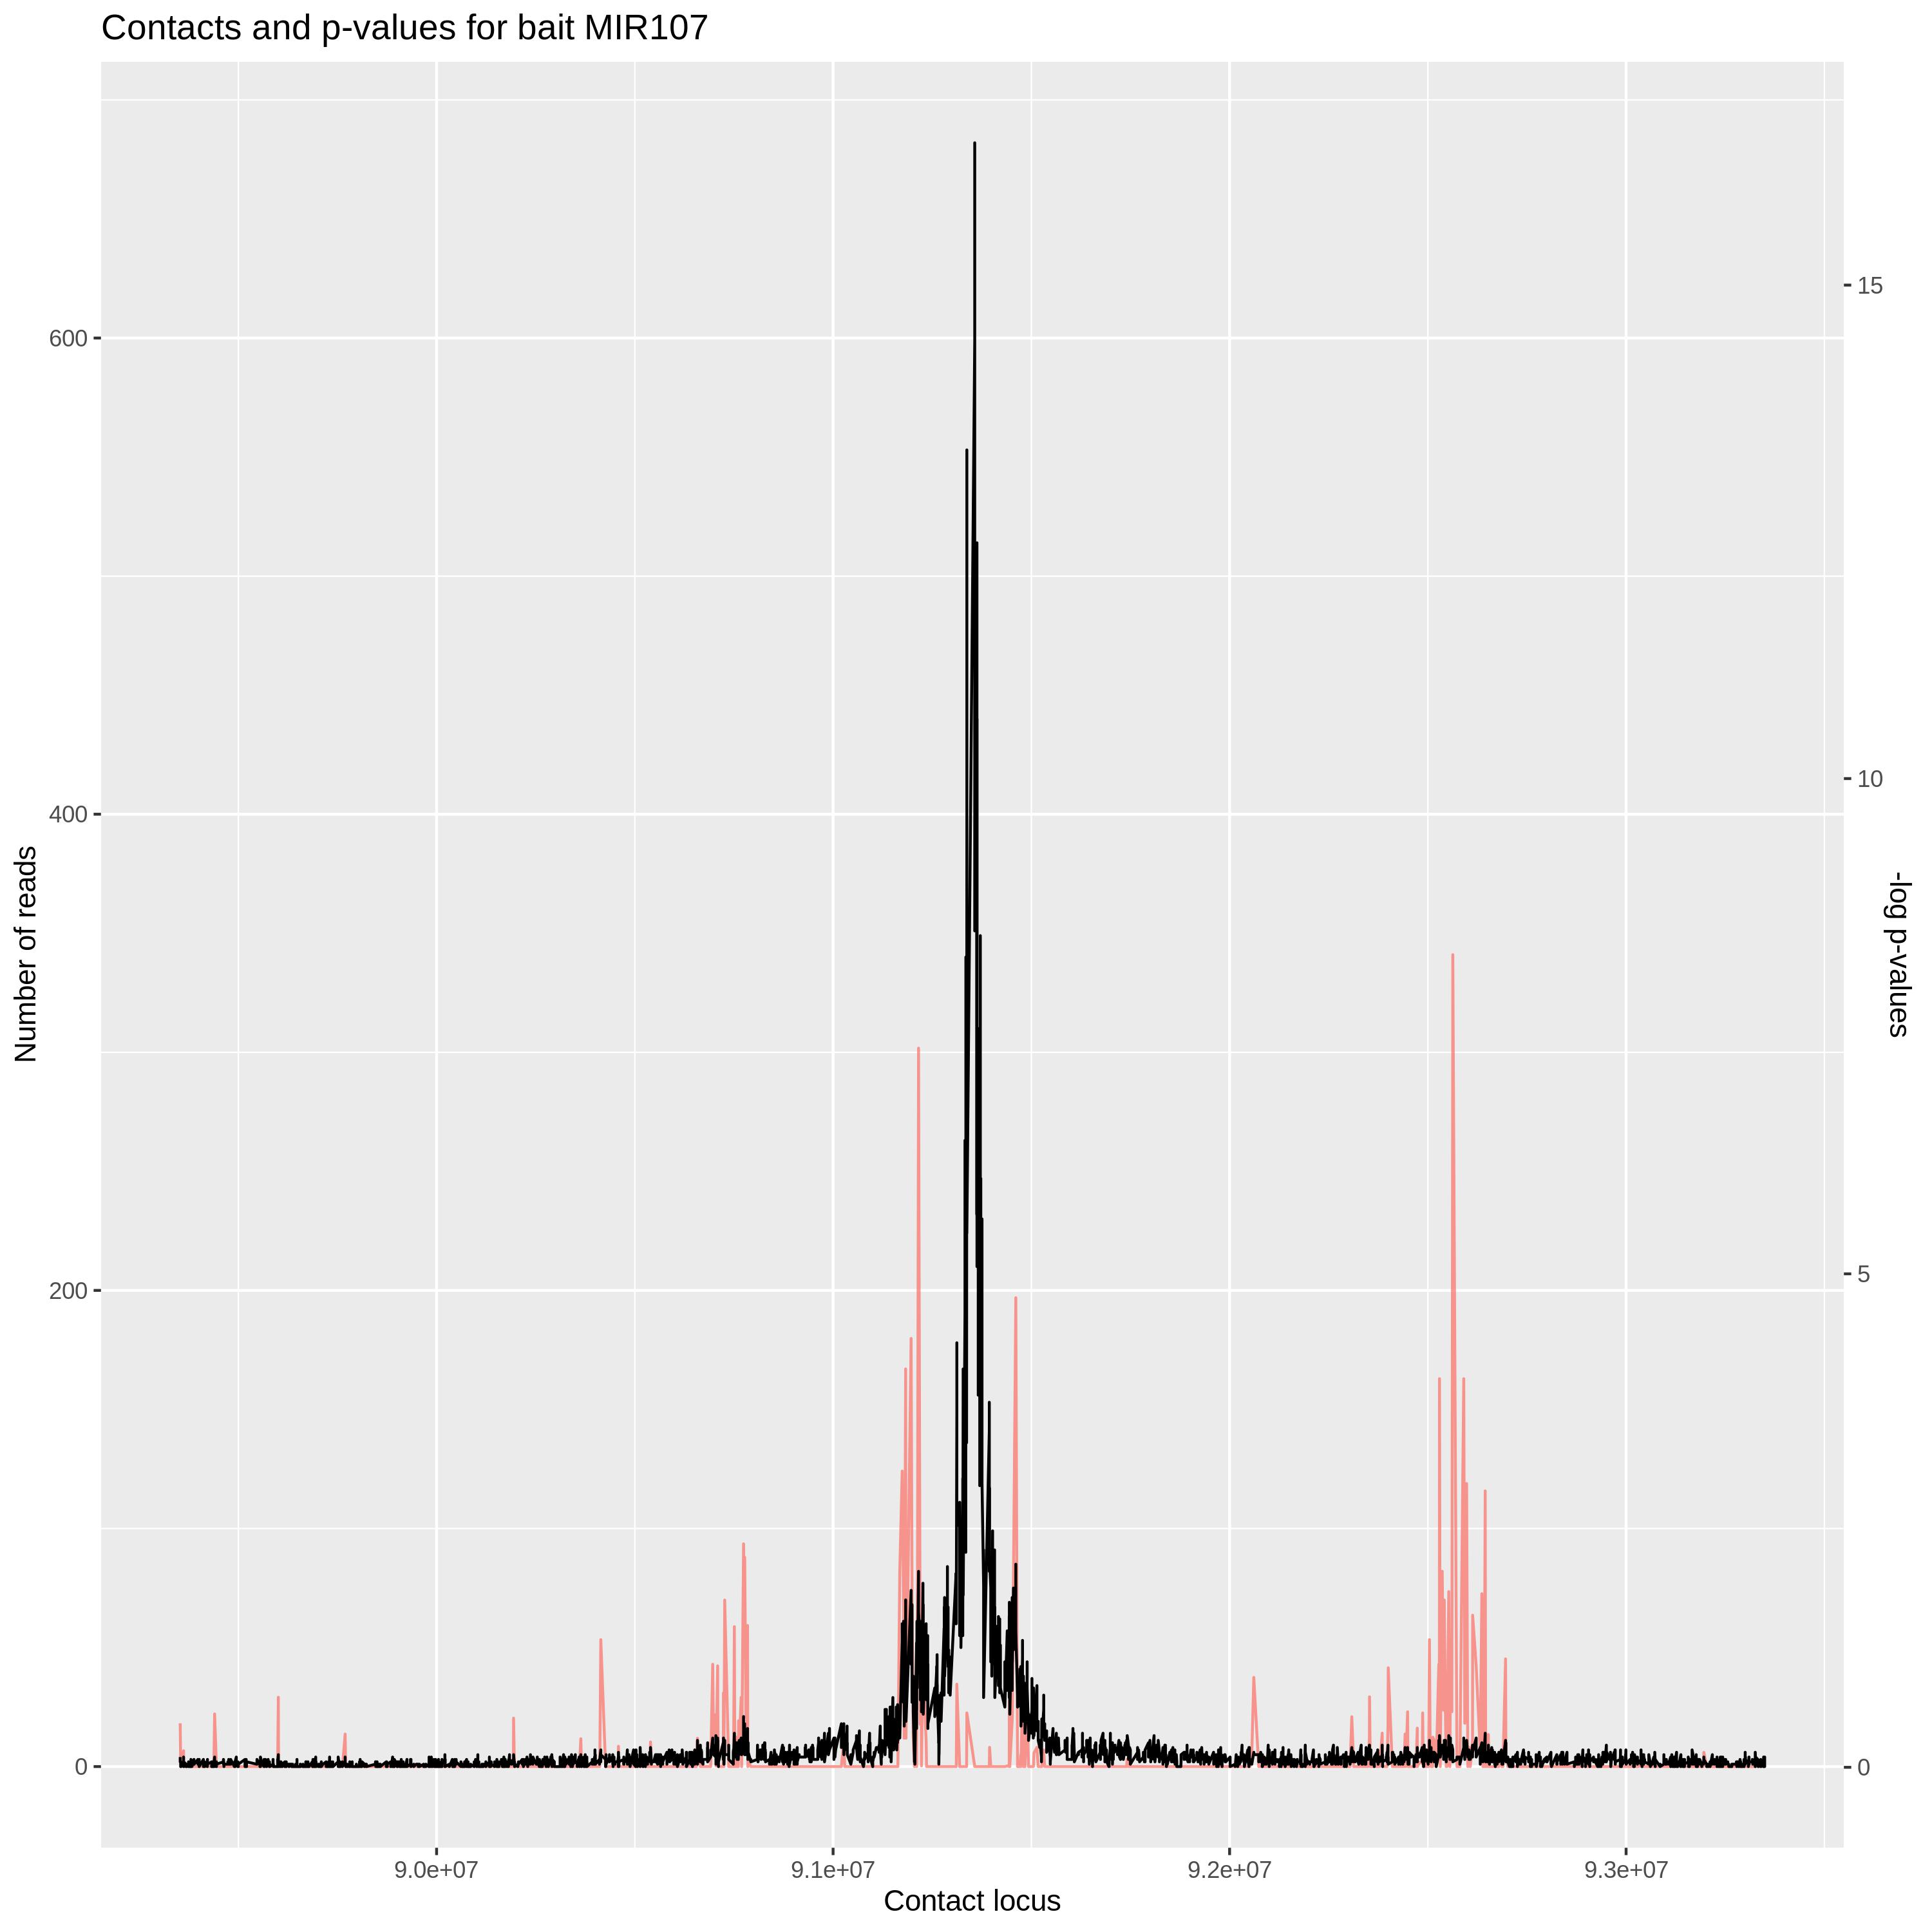 Contacts and p-values for bait MIR107
600
400
200
0
Number of reads
15
10
5
0
-log p-values
9.0e+07
9.1e+07
9.2e+07
9.3e+07
Contact locus